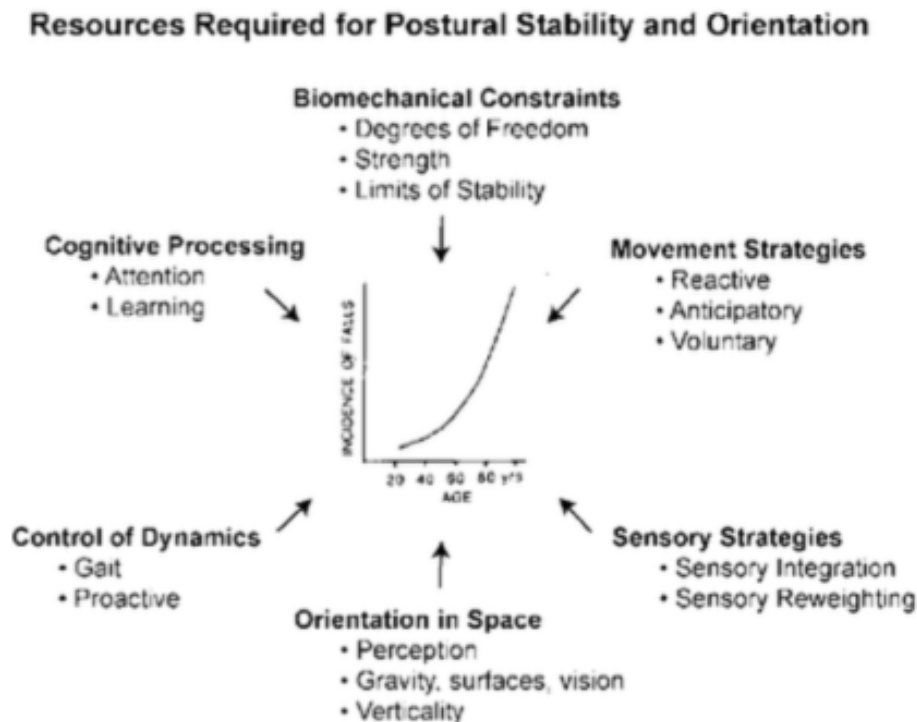 Resources Required for Postural Stability and Orientation
Biomechanical Constraints
• Degrees of Freedom
• Strength
• Limits of Stability
Cognitive Processing
• Attention
• Learning
Movement Strategies
• Reactive
• Anticipatory
• Voluntary
INCIDENCE OF FALLS
20 40 60 80 yrs
AGE
Control of Dynamics
• Gait
• Proactive
Sensory Strategies
• Sensory Integration
• Sensory Reweighting
Orientation in Space
• Perception
• Gravity, surfaces, vision
• Verticality